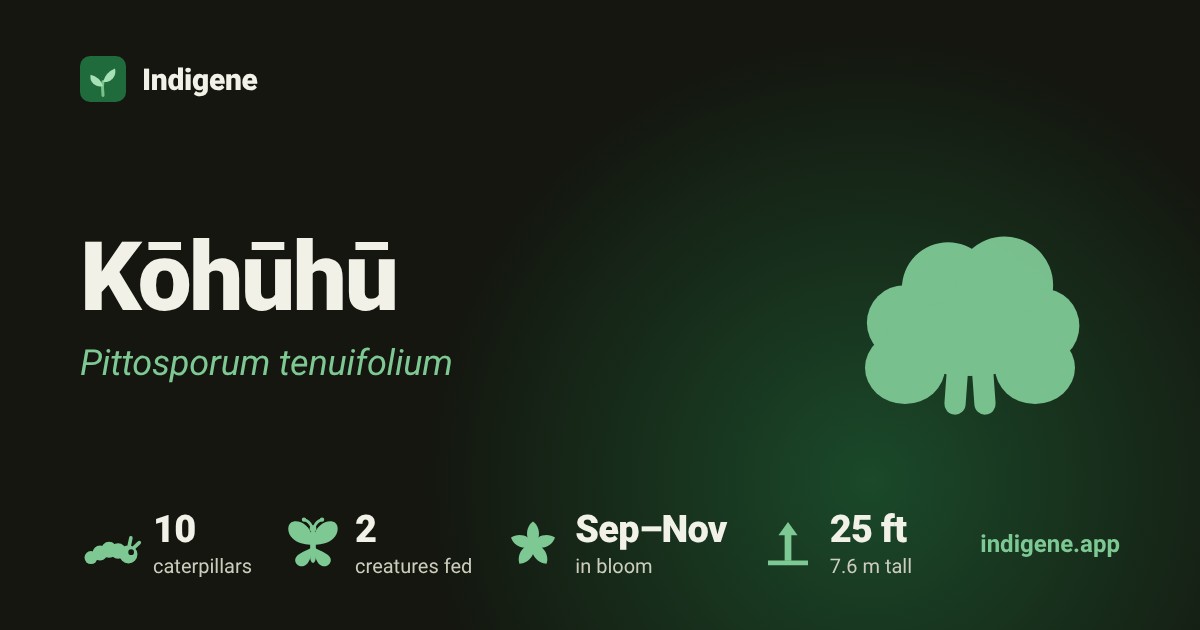 Indigene
Kōhūhū
Pittosporum tenuifolium
10
caterpillars
2
creatures fed
Sep–Nov
in bloom
25 ft
7.6 m tall
indigene.app